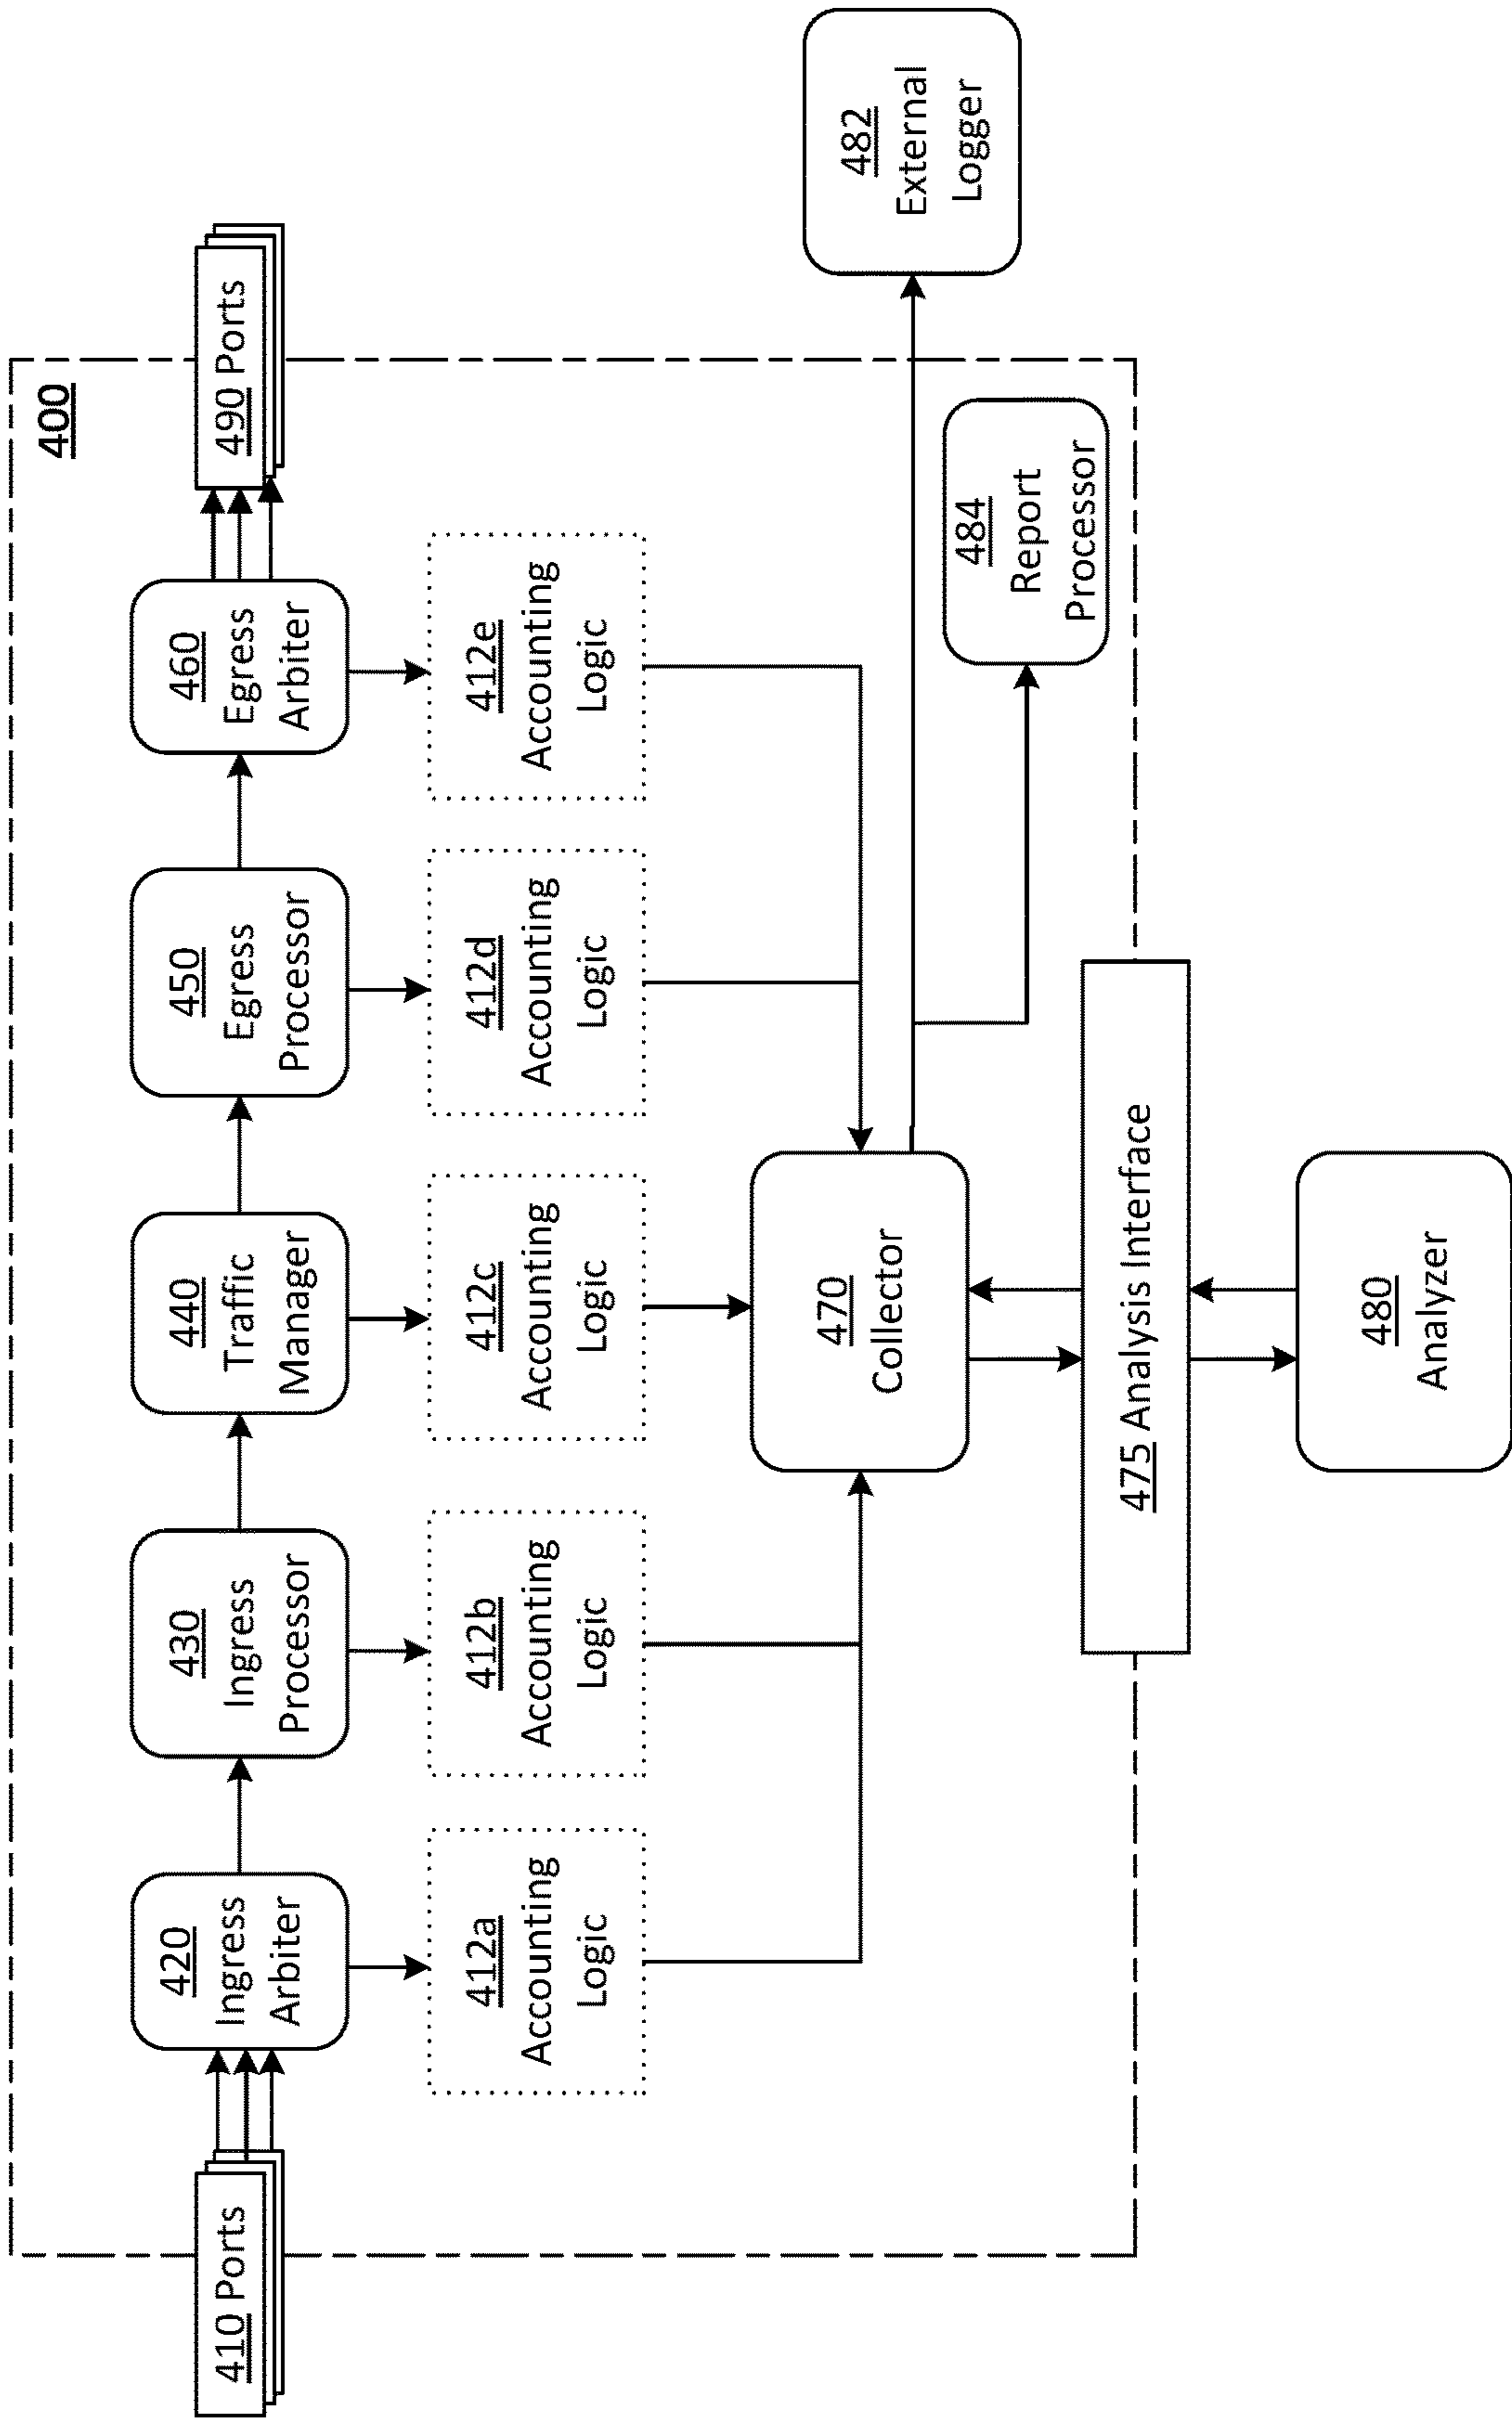 400
410 Ports
420
Ingress
Arbiter
430
Ingress
Processor
440
Traffic
Manager
450
Egress
Processor
460
Egress
Arbiter
490 Ports
412a
Accounting
Logic
412b
Accounting
Logic
412c
Accounting
Logic
412d
Accounting
Logic
412e
Accounting
Logic
470
Collector
482
External
Logger
484
Report
Processor
475 Analysis Interface
480
Analyzer